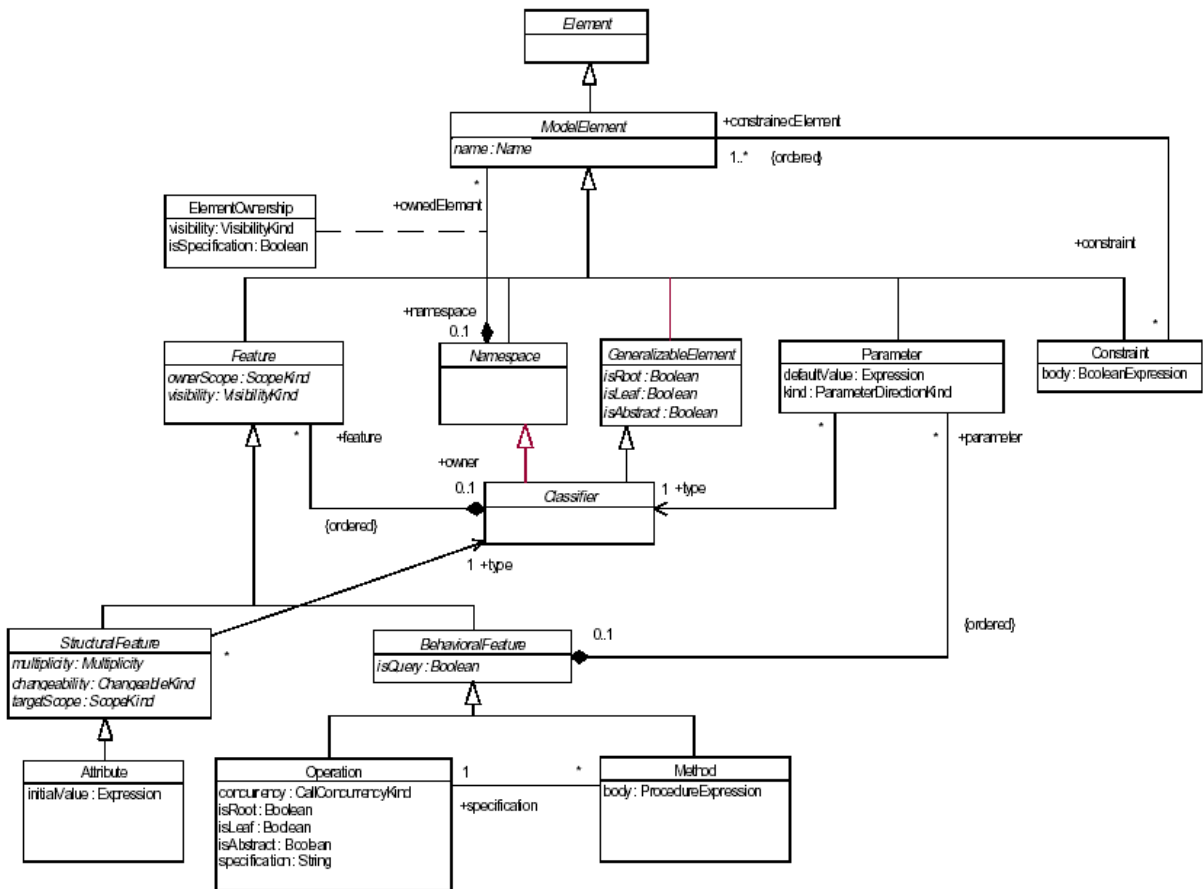 Element
ModelElement
name : Name
+constrainedElement
1..*
{ordered}
*
+ownedElement
ElementOwnership
visibility: VisibilityKind
isSpecification : Boolean
+constraint
+namespace
0..1
*
Feature
ownerScope : ScopeKind
visibility : VisibilityKind
Namespace
GeneralizableElement
isRoot : Boolean
isLeaf : Boolean
isAbstract : Boolean
Parameter
defaultValue : Expression
kind : ParameterDirectionKind
Constraint
body : BooleanExpression
*
+feature
*
*
+parameter
+owner
0..1
Classifier
1
+type
{ordered}
1
+type
StructuralFeature
multiplicity : Multiplicity
changeability : ChangeableKind
targetScope : ScopeKind
*
BehavioralFeature
isQuery : Boolean
0..1
{ordered}
Attribute
initialValue : Expression
Operation
concurrency : CallConcurrencyKind
isRoot : Boolean
isLeaf : Boolean
isAbstract : Boolean
specification : String
1
*
+specification
Method
body : ProcedureExpression